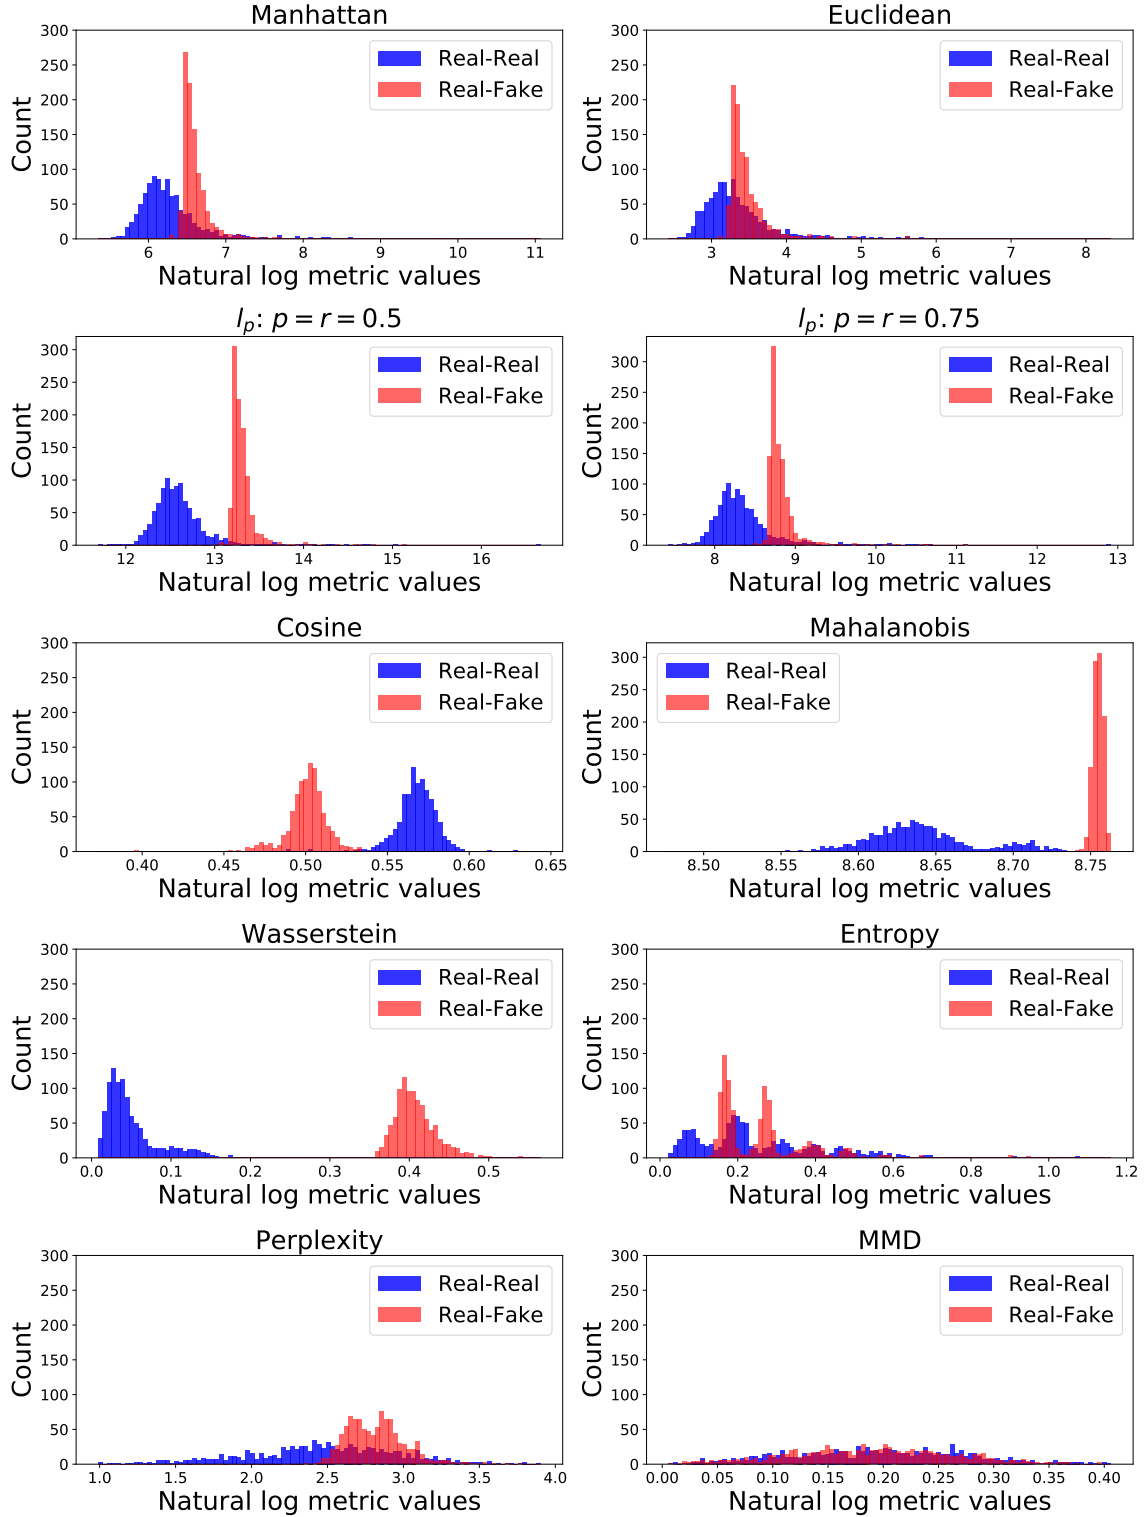 Manhattan
300
250
200
150
100
50
0
Count
Real-Real
Real-Fake
6 7 8 9 10 11
Natural log metric values
Euclidean
300
250
200
150
100
50
0
Count
Real-Real
Real-Fake
3 4 5 6 7 8
Natural log metric values
l_p: p = r = 0.5
300
250
200
150
100
50
0
Count
Real-Real
Real-Fake
12 13 14 15 16
Natural log metric values
l_p: p = r = 0.75
300
250
200
150
100
50
0
Count
Real-Real
Real-Fake
8 9 10 11 12 13
Natural log metric values
Cosine
300
250
200
150
100
50
0
Count
Real-Real
Real-Fake
0.40 0.45 0.50 0.55 0.60 0.65
Natural log metric values
Mahalanobis
300
250
200
150
100
50
0
Count
Real-Real
Real-Fake
8.50 8.55 8.60 8.65 8.70 8.75
Natural log metric values
Wasserstein
300
250
200
150
100
50
0
Count
Real-Real
Real-Fake
0.0 0.1 0.2 0.3 0.4 0.5
Natural log metric values
Entropy
300
250
200
150
100
50
0
Count
Real-Real
Real-Fake
0.0 0.2 0.4 0.6 0.8 1.0 1.2
Natural log metric values
Perplexity
300
250
200
150
100
50
0
Count
Real-Real
Real-Fake
1.0 1.5 2.0 2.5 3.0 3.5 4.0
Natural log metric values
MMD
300
250
200
150
100
50
0
Count
Real-Real
Real-Fake
0.00 0.05 0.10 0.15 0.20 0.25 0.30 0.35 0.40
Natural log metric values